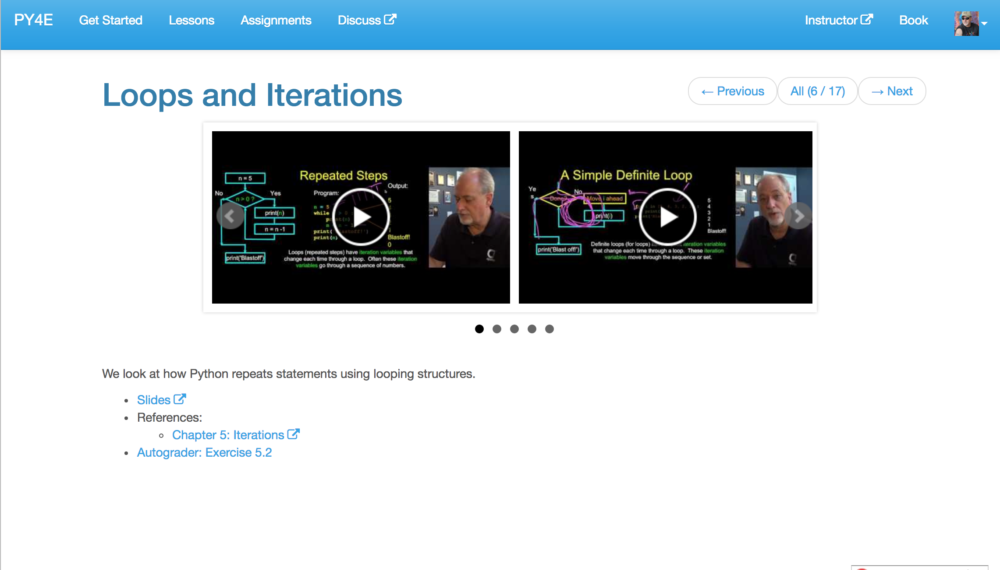 PY4E Get Started Lessons Assignments Discuss Instructor Book
Loops and Iterations
← Previous All (6 / 17) → Next
Repeated Steps
n = 5
No
Yes
n > 0 ?
print(n)
n = n -1
print('Blastoff')
Program:
n = 5
while > 0 :
print(n)
n n - 1
print(
print(n)
Output:
5
Blastoff!
0
Loops (repeated steps) have iteration variables that
change each time through a loop. Often these iteration
variables go through a sequence of numbers.
A Simple Definite Loop
Ye
s
No
Done?
Move i ahead
print(i)
print('Blast off!')
5
4
3
2
1
Blastoff!
Definite loops (for loops) iteration variables
that change each time through a loop. These iteration
variables move through the sequence or set.
We look at how Python repeats statements using looping structures.
Slides
References:
Chapter 5: Iterations
Autograder: Exercise 5.2